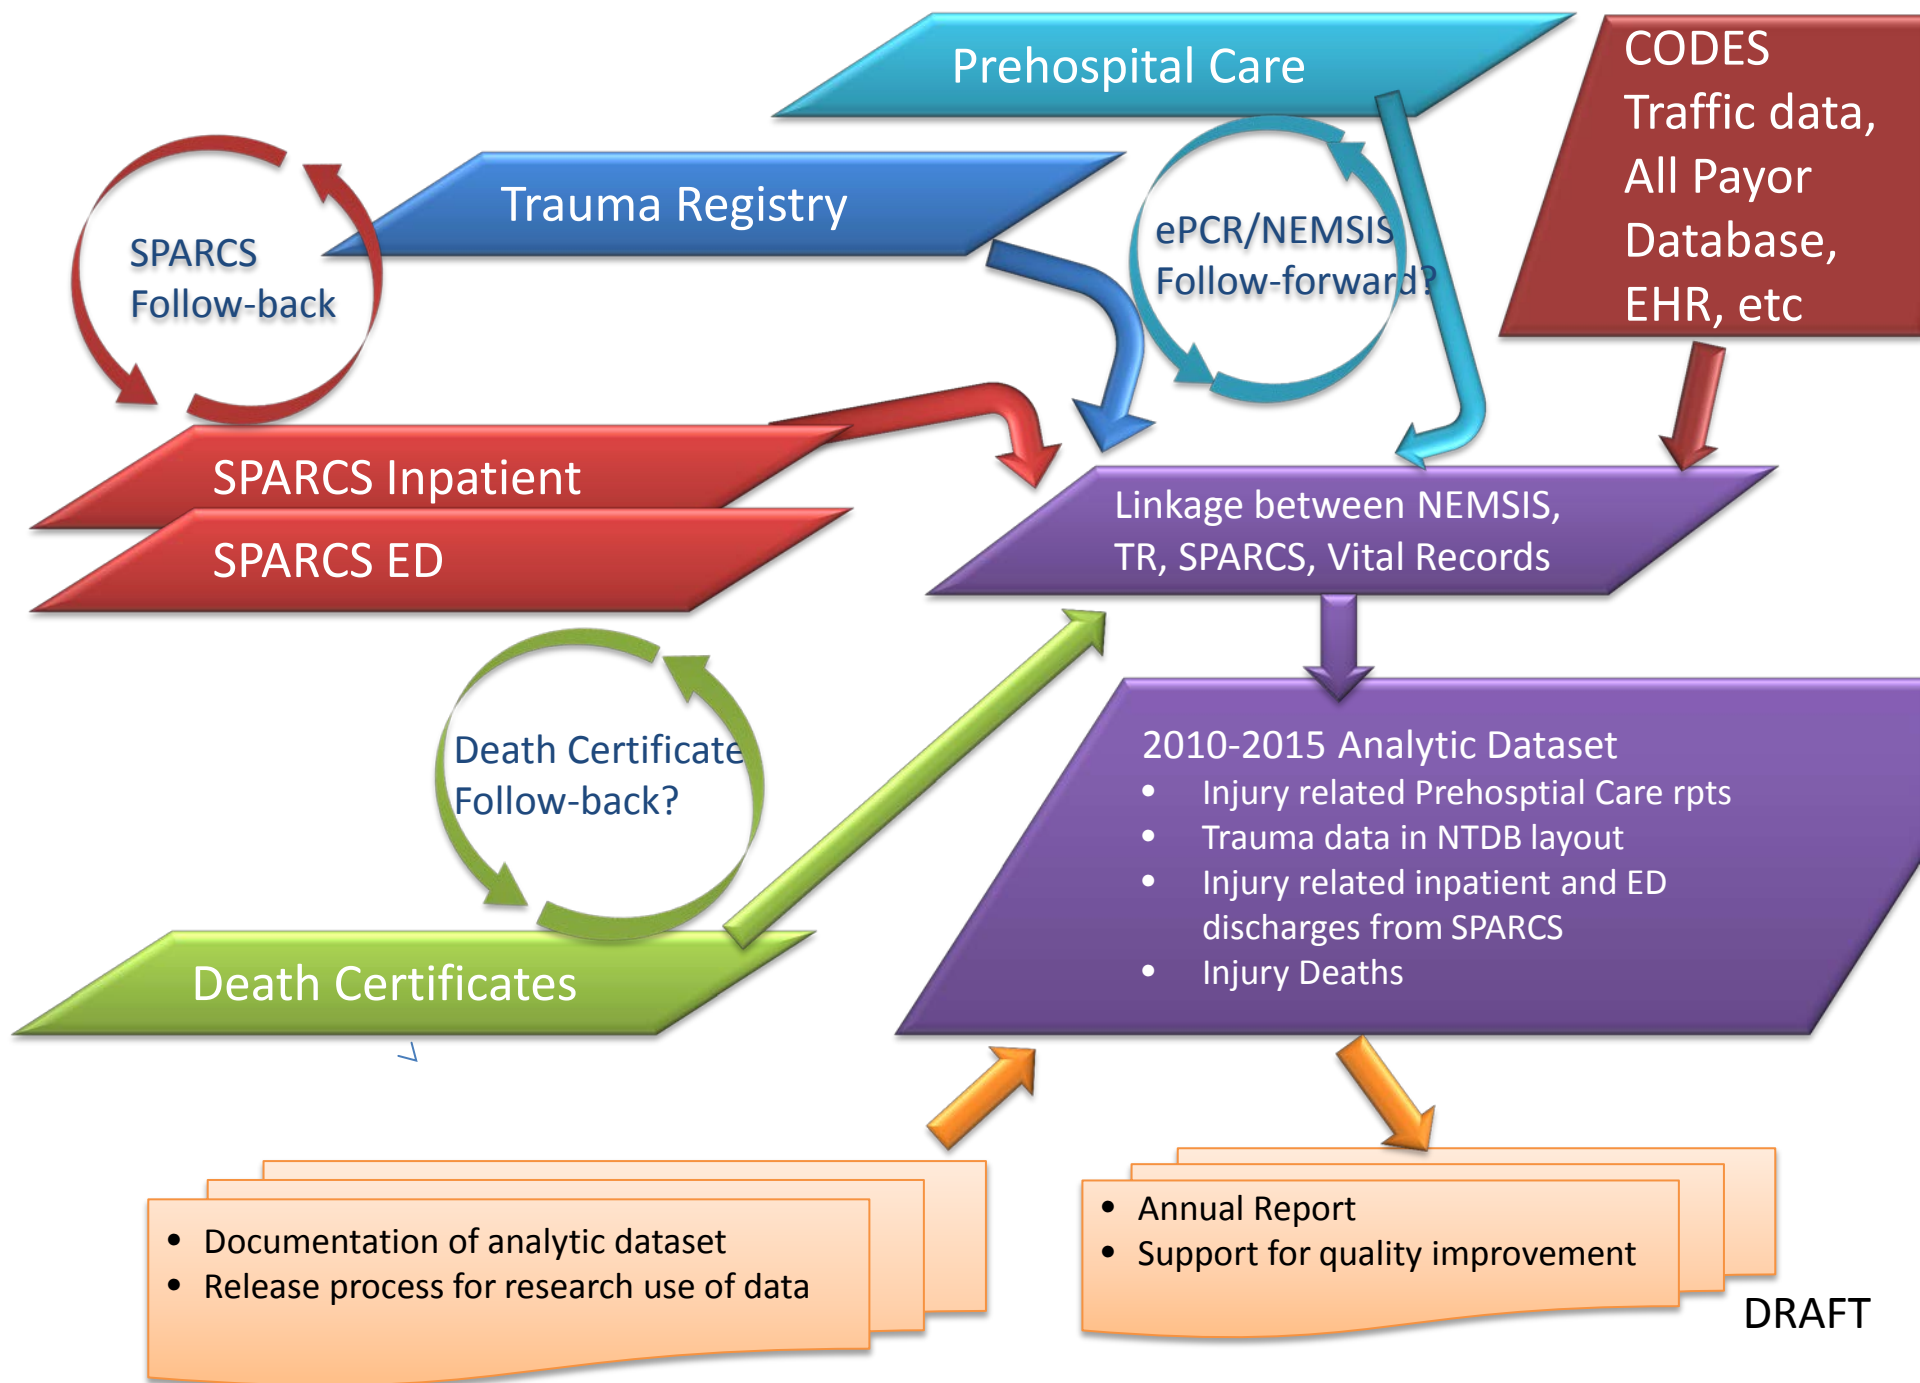 Prehospital Care
CODES
Traffic data,
All Payor
Database,
EHR, etc
Trauma Registry
SPARCS
Follow-back
ePCR/NEMSIS
Follow-forward?
SPARCS Inpatient
SPARCS ED
Linkage between NEMSIS,
TR, SPARCS, Vital Records
Death Certificate
Follow-back?
2010-2015 Analytic Dataset
• Injury related Prehosptial Care rpts
• Trauma data in NTDB layout
• Injury related inpatient and ED
discharges from SPARCS
• Injury Deaths
Death Certificates
• Documentation of analytic dataset
• Release process for research use of data
• Annual Report
• Support for quality improvement
DRAFT